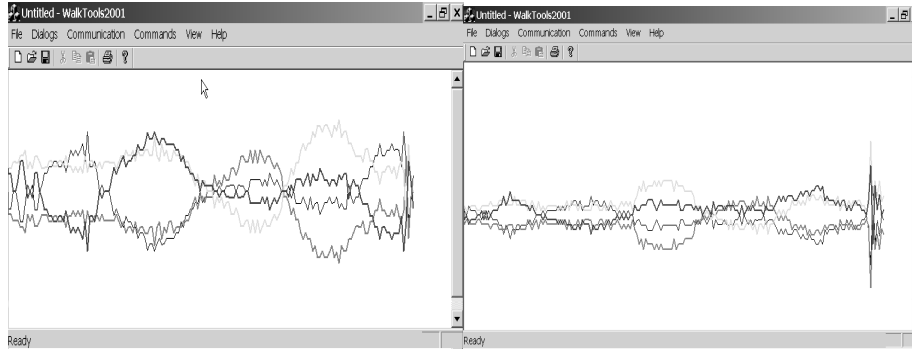 Untitled - WalkTools2001
File Dialogs Communication Commands View Help
Ready
Untitled - WalkTools2001
File Dialogs Communication Commands View Help
Ready